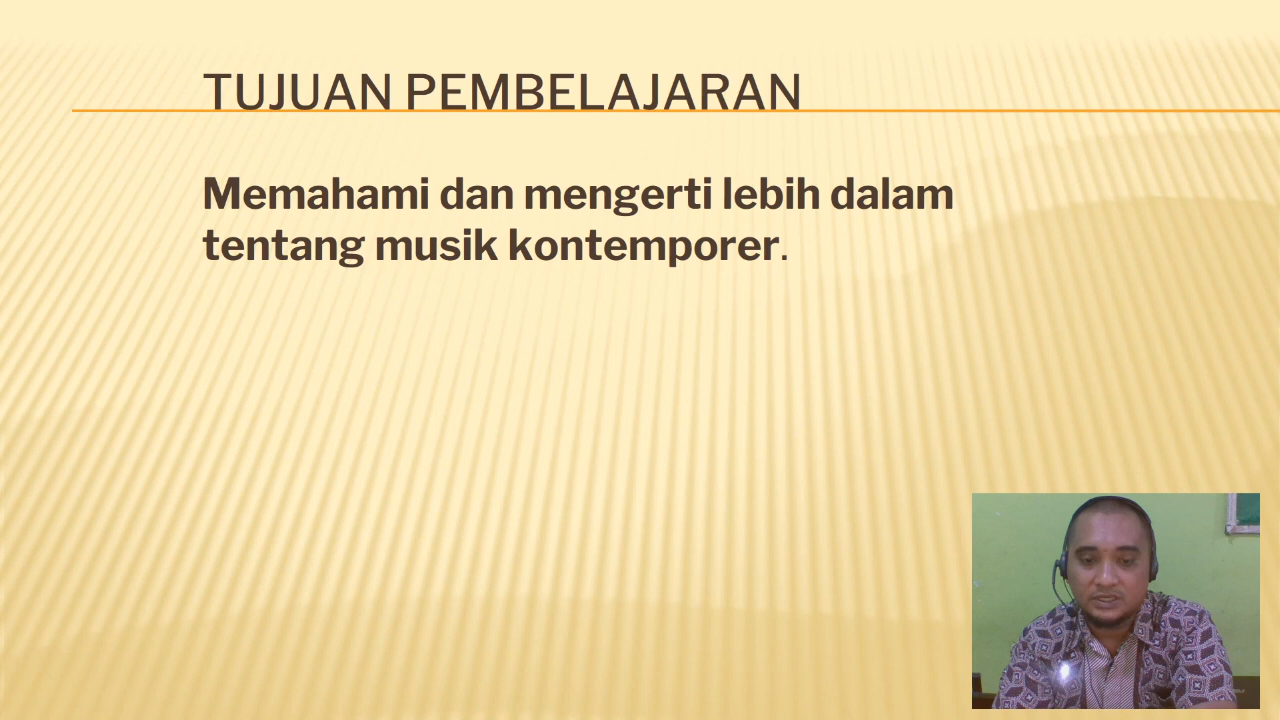 TUJUAN PEMBELAJARAN
Memahami dan mengerti lebih dalam
tentang musik kontemporer.